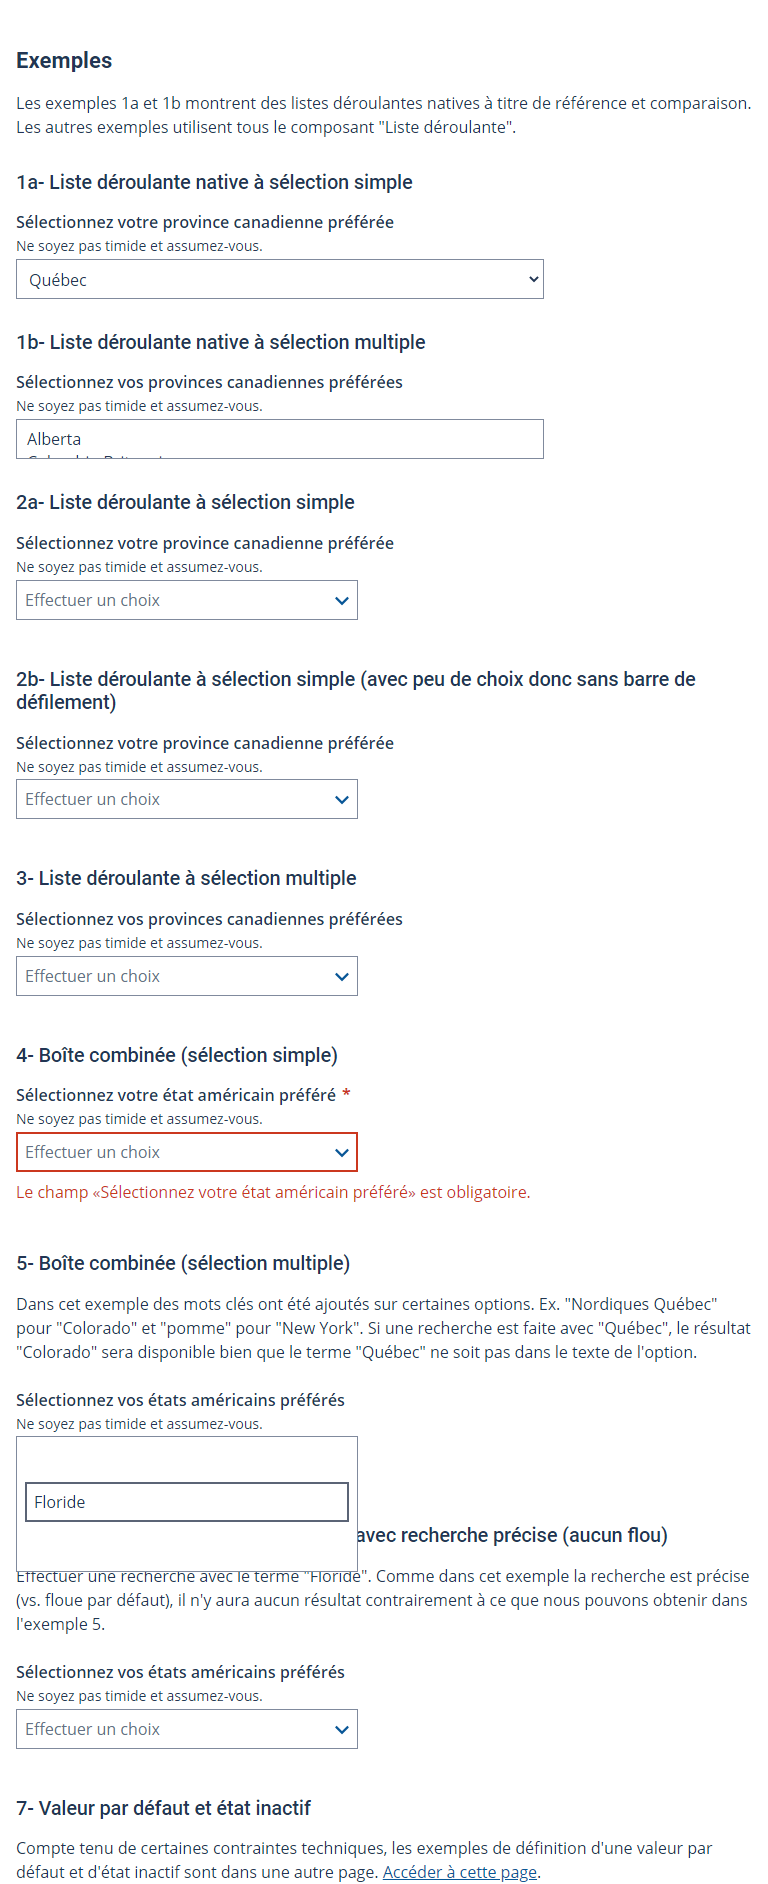 Exemples
Les exemples 1a et 1b montrent des listes déroulantes natives à titre de référence et comparaison.
Les autres exemples utilisent tous le composant "Liste déroulante".
1a- Liste déroulante native à sélection simple
Sélectionnez votre province canadienne préférée
Ne soyez pas timide et assumez-vous.
Québec
1b- Liste déroulante native à sélection multiple
Sélectionnez vos provinces canadiennes préférées
Ne soyez pas timide et assumez-vous.
Alberta
2a- Liste déroulante à sélection simple
Sélectionnez votre province canadienne préférée
Ne soyez pas timide et assumez-vous.
Effectuer un choix
2b- Liste déroulante à sélection simple (avec peu de choix donc sans barre de
défilement)
Sélectionnez votre province canadienne préférée
Ne soyez pas timide et assumez-vous.
Effectuer un choix
3- Liste déroulante à sélection multiple
Sélectionnez vos provinces canadiennes préférées
Ne soyez pas timide et assumez-vous.
Effectuer un choix
4- Boîte combinée (sélection simple)
Sélectionnez votre état américain préféré *
Ne soyez pas timide et assumez-vous.
Effectuer un choix
Le champ «Sélectionnez votre état américain préféré» est obligatoire.
5- Boîte combinée (sélection multiple)
Dans cet exemple des mots clés ont été ajoutés sur certaines options. Ex. "Nordiques Québec"
pour "Colorado" et "pomme" pour "New York". Si une recherche est faite avec "Québec", le résultat
"Colorado" sera disponible bien que le terme "Québec" ne soit pas dans le texte de l'option.
Sélectionnez vos états américains préférés
Ne soyez pas timide et assumez-vous.
Floride
avec recherche précise (aucun flou)
Effectuer une recherche avec le terme "Floride". Comme dans cet exemple la recherche est précise
(vs. floue par défaut), il n'y aura aucun résultat contrairement à ce que nous pouvons obtenir dans
l'exemple 5.
Sélectionnez vos états américains préférés
Ne soyez pas timide et assumez-vous.
Effectuer un choix
7- Valeur par défaut et état inactif
Compte tenu de certaines contraintes techniques, les exemples de définition d'une valeur par
défaut et d'état inactif sont dans une autre page. Accéder à cette page.